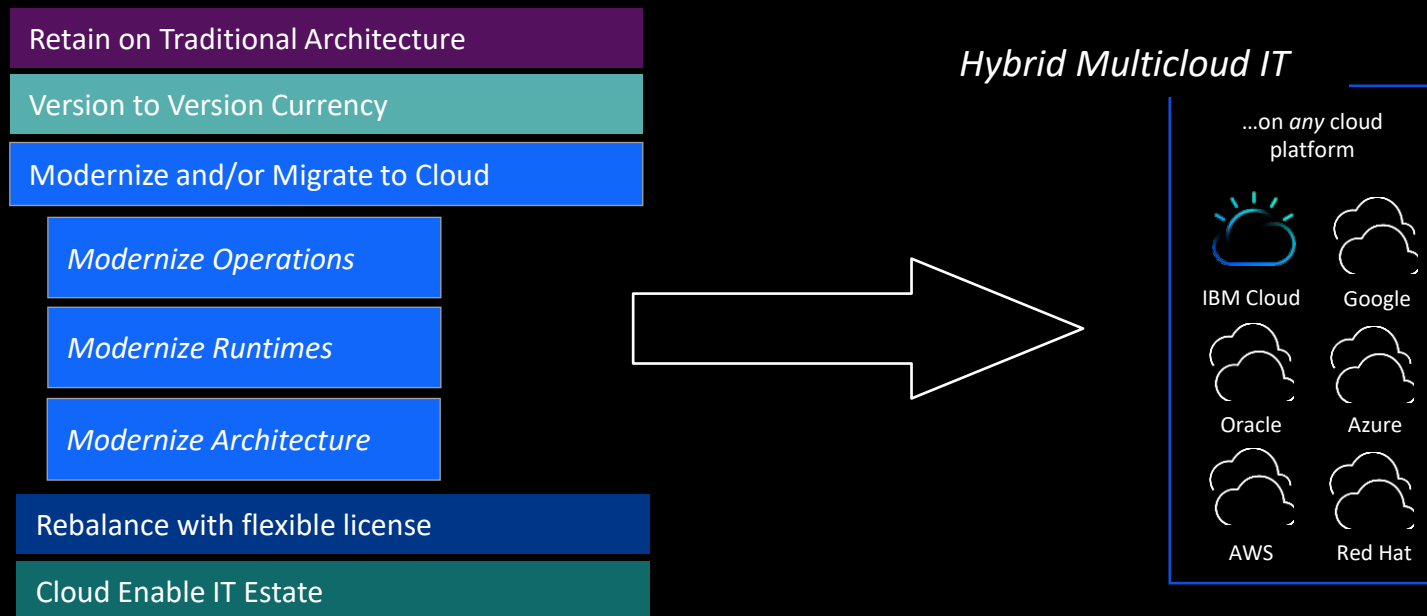 Retain on Traditional Architecture
Version to Version Currency
Modernize and/or Migrate to Cloud
Modernize Operations
Modernize Runtimes
Modernize Architecture
Rebalance with flexible license
Cloud Enable IT Estate
Hybrid Multicloud IT
...on any cloud
platform
IBM Cloud
Google
Oracle
Azure
AWS
Red Hat